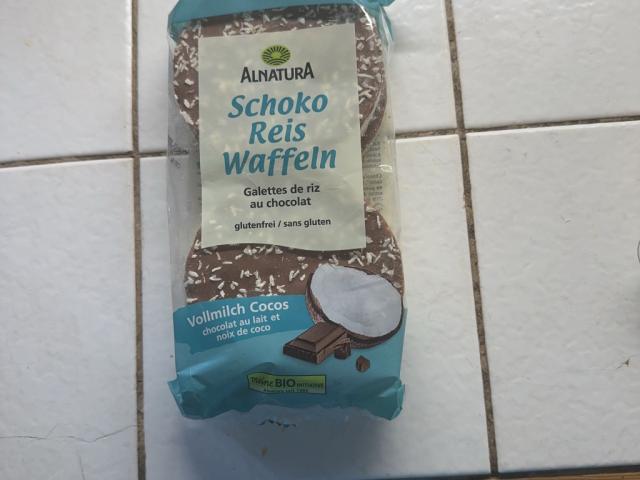 ALNATURA
Schoko
Reis
Waffeln
Galettes de riz
au chocolat
glutenfrei / sans gluten
Vollmilch Cocos
chocolat au lait et
noix de coco
BIO